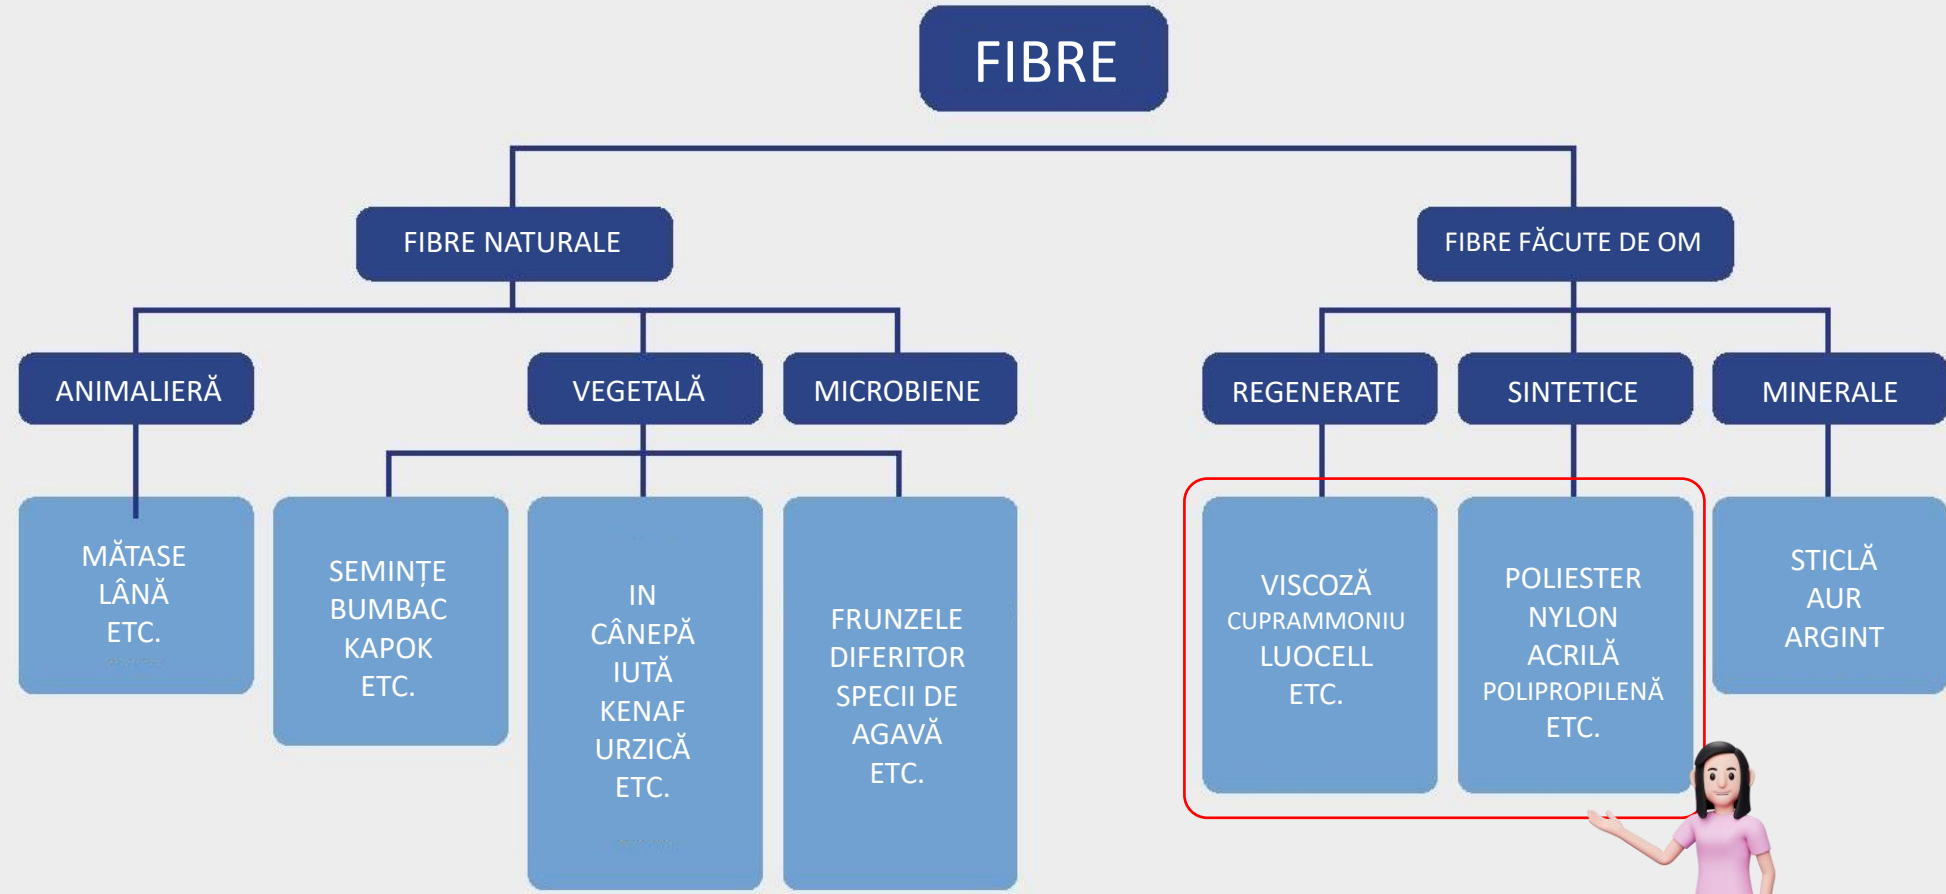 FIBRE
FIBRE NATURALE
FIBRE FĂCUTE DE OM
ANIMALIERĂ
VEGETALĂ
MICROBIENE
REGENERATE
SINTETICE
MINERALE
MĂTASE
LÂNĂ
ETC.
SEMINȚE
BUMBAC
KAPOK
ETC.
IN
CÂNEPĂ
IUTĂ
KENAF
URZICĂ
ETC.
FRUNZELE
DIFERITOR
SPECII DE
AGAVĂ
ETC.
VISCOZĂ
CUPRAMMONIU
LUOCELL
ETC.
POLIESTER
NYLON
ACRILĂ
POLIPROPILENĂ
ETC.
STICLĂ
AUR
ARGINT